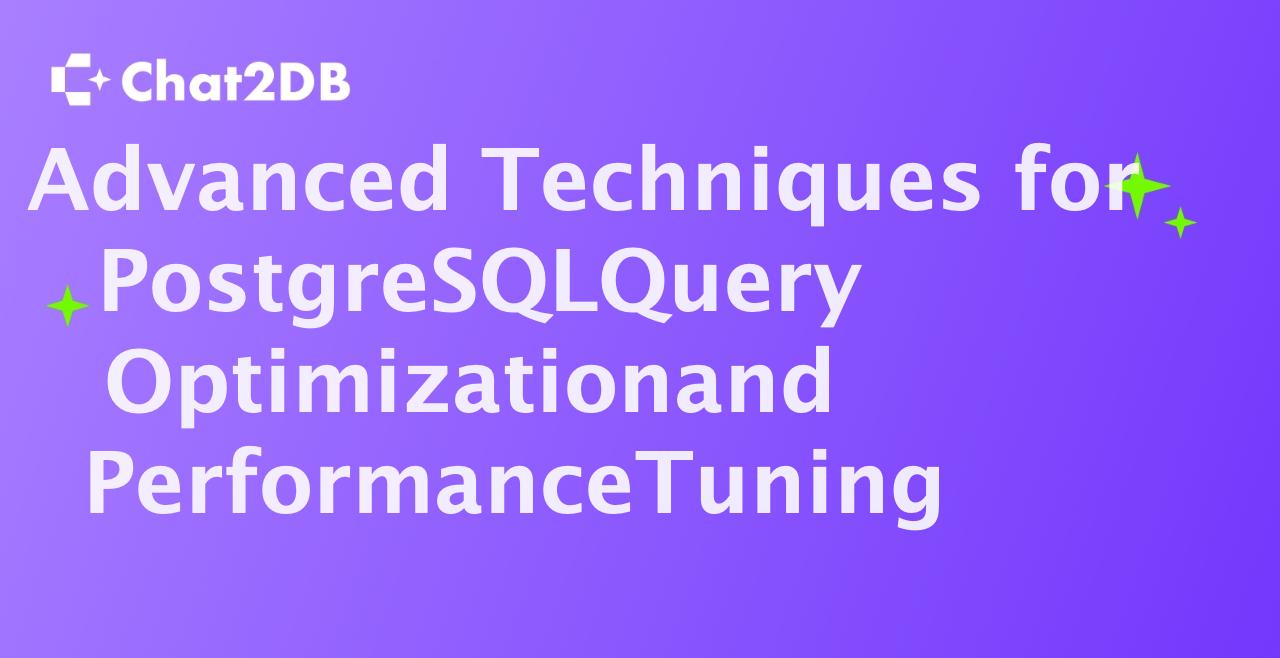 Chat2DB
Advanced Techniques for
PostgreSQLQuery
Optimizationand
PerformanceTuning